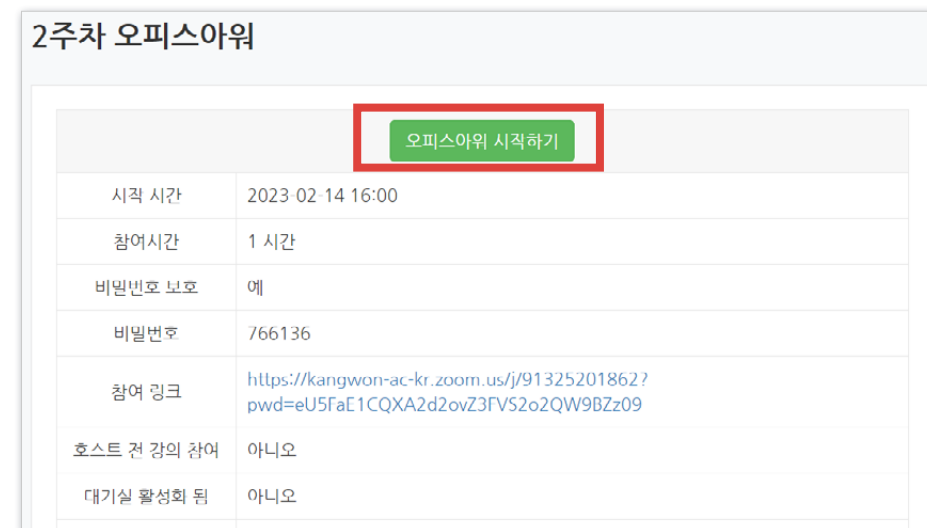 2주차 오피스아워
오피스아워 시작하기
시작 시간 2023-02-14 16:00
참여시간 1 시간
비밀번호 보호 예
비밀번호 766136
참여 링크 https://kangwon-ac-kr.zoom.us/j/91325201862?
pwd=eU5FaE1CQXA2d2ovZ3FVS2o2QW9BZz09
호스트 전 강의 참여 아니오
대기실 활성화 됨 아니오